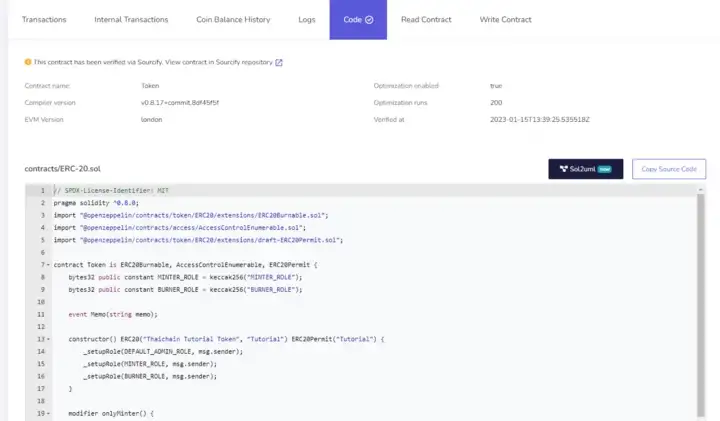 Transactions Internal Transactions Coin Balance History Logs Code Read Contract Write Contract
This contract has been verified via Sourcify. View contract in Sourcify repository
Contract name: Token Optimization enabled true
Compiler version v0.8.17+commit.8df45f5f Optimization runs 200
EVM Version london Verified at 2023-01-15T13:39:25.535518Z
contracts/ERC-20.sol Sol2uml new Copy Source Code
1 // SPDX-License-Identifier: MIT
2 pragma solidity ^0.8.0;
3 import "@openzeppelin/contracts/token/ERC20/extensions/ERC20Burnable.sol";
4 import "@openzeppelin/contracts/access/AccessControlEnumerable.sol";
5 import "@openzeppelin/contracts/token/ERC20/extensions/draft-ERC20Permit.sol";
6
7 contract Token is ERC20Burnable, AccessControlEnumerable, ERC20Permit {
8 bytes32 public constant MINTER_ROLE = keccak256("MINTER_ROLE");
9 bytes32 public constant BURNER_ROLE = keccak256("BURNER_ROLE");
10
11 event Memo(string memo);
12
13 constructor() ERC20("Thaichain Tutorial Token", "Tutorial") ERC20Permit("Tutorial") {
14 _setupRole(DEFAULT_ADMIN_ROLE, msg.sender);
15 _setupRole(MINTER_ROLE, msg.sender);
16 _setupRole(BURNER_ROLE, msg.sender);
17 }
18
19 modifier onlyMinter() {